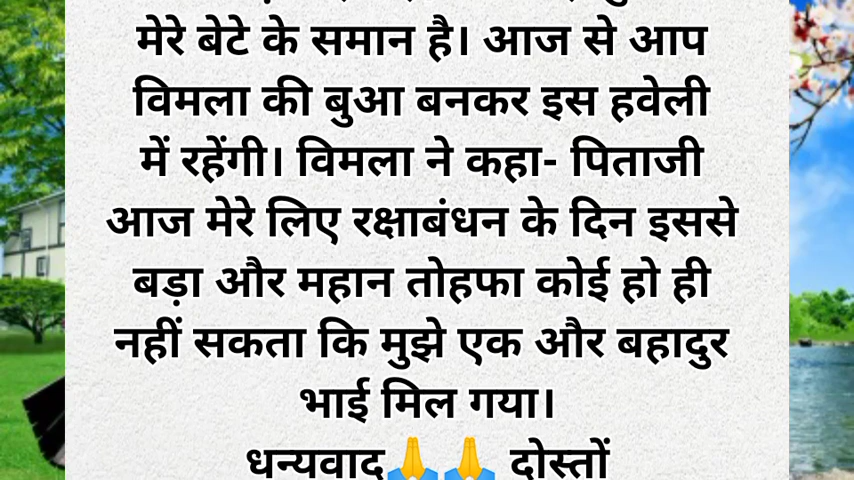 मेरे बेटे के समान है। आज से आप
विमला की बुआ बनकर इस हवेली
में रहेंगी। विमला ने कहा- पिताजी
आज मेरे लिए रक्षाबंधन के दिन इससे
बड़ा और महान तोहफा कोई हो ही
नहीं सकता कि मुझे एक और बहादुर
भाई मिल गया।
धन्यवाद🙏🙏 दोस्तों